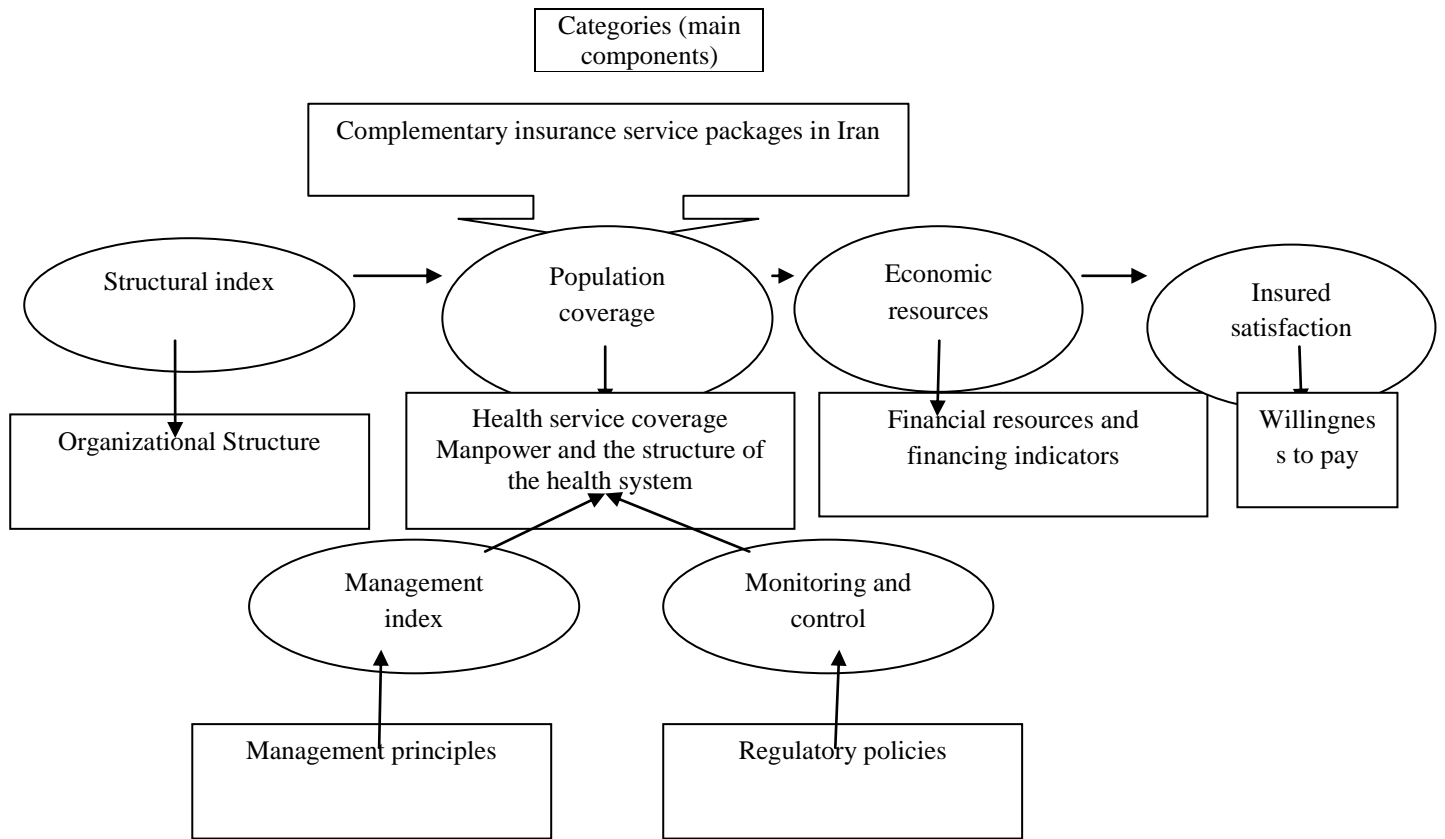 Categories (main
components)
Complementary insurance service packages in Iran
Structural index
Population
coverage
Economic
resources
Insured
satisfaction
Organizational Structure
Health service coverage
Manpower and the structure of
the health system
Financial resources and
financing indicators
Willingnes
s to pay
Management
index
Monitoring and
control
Management principles
Regulatory policies